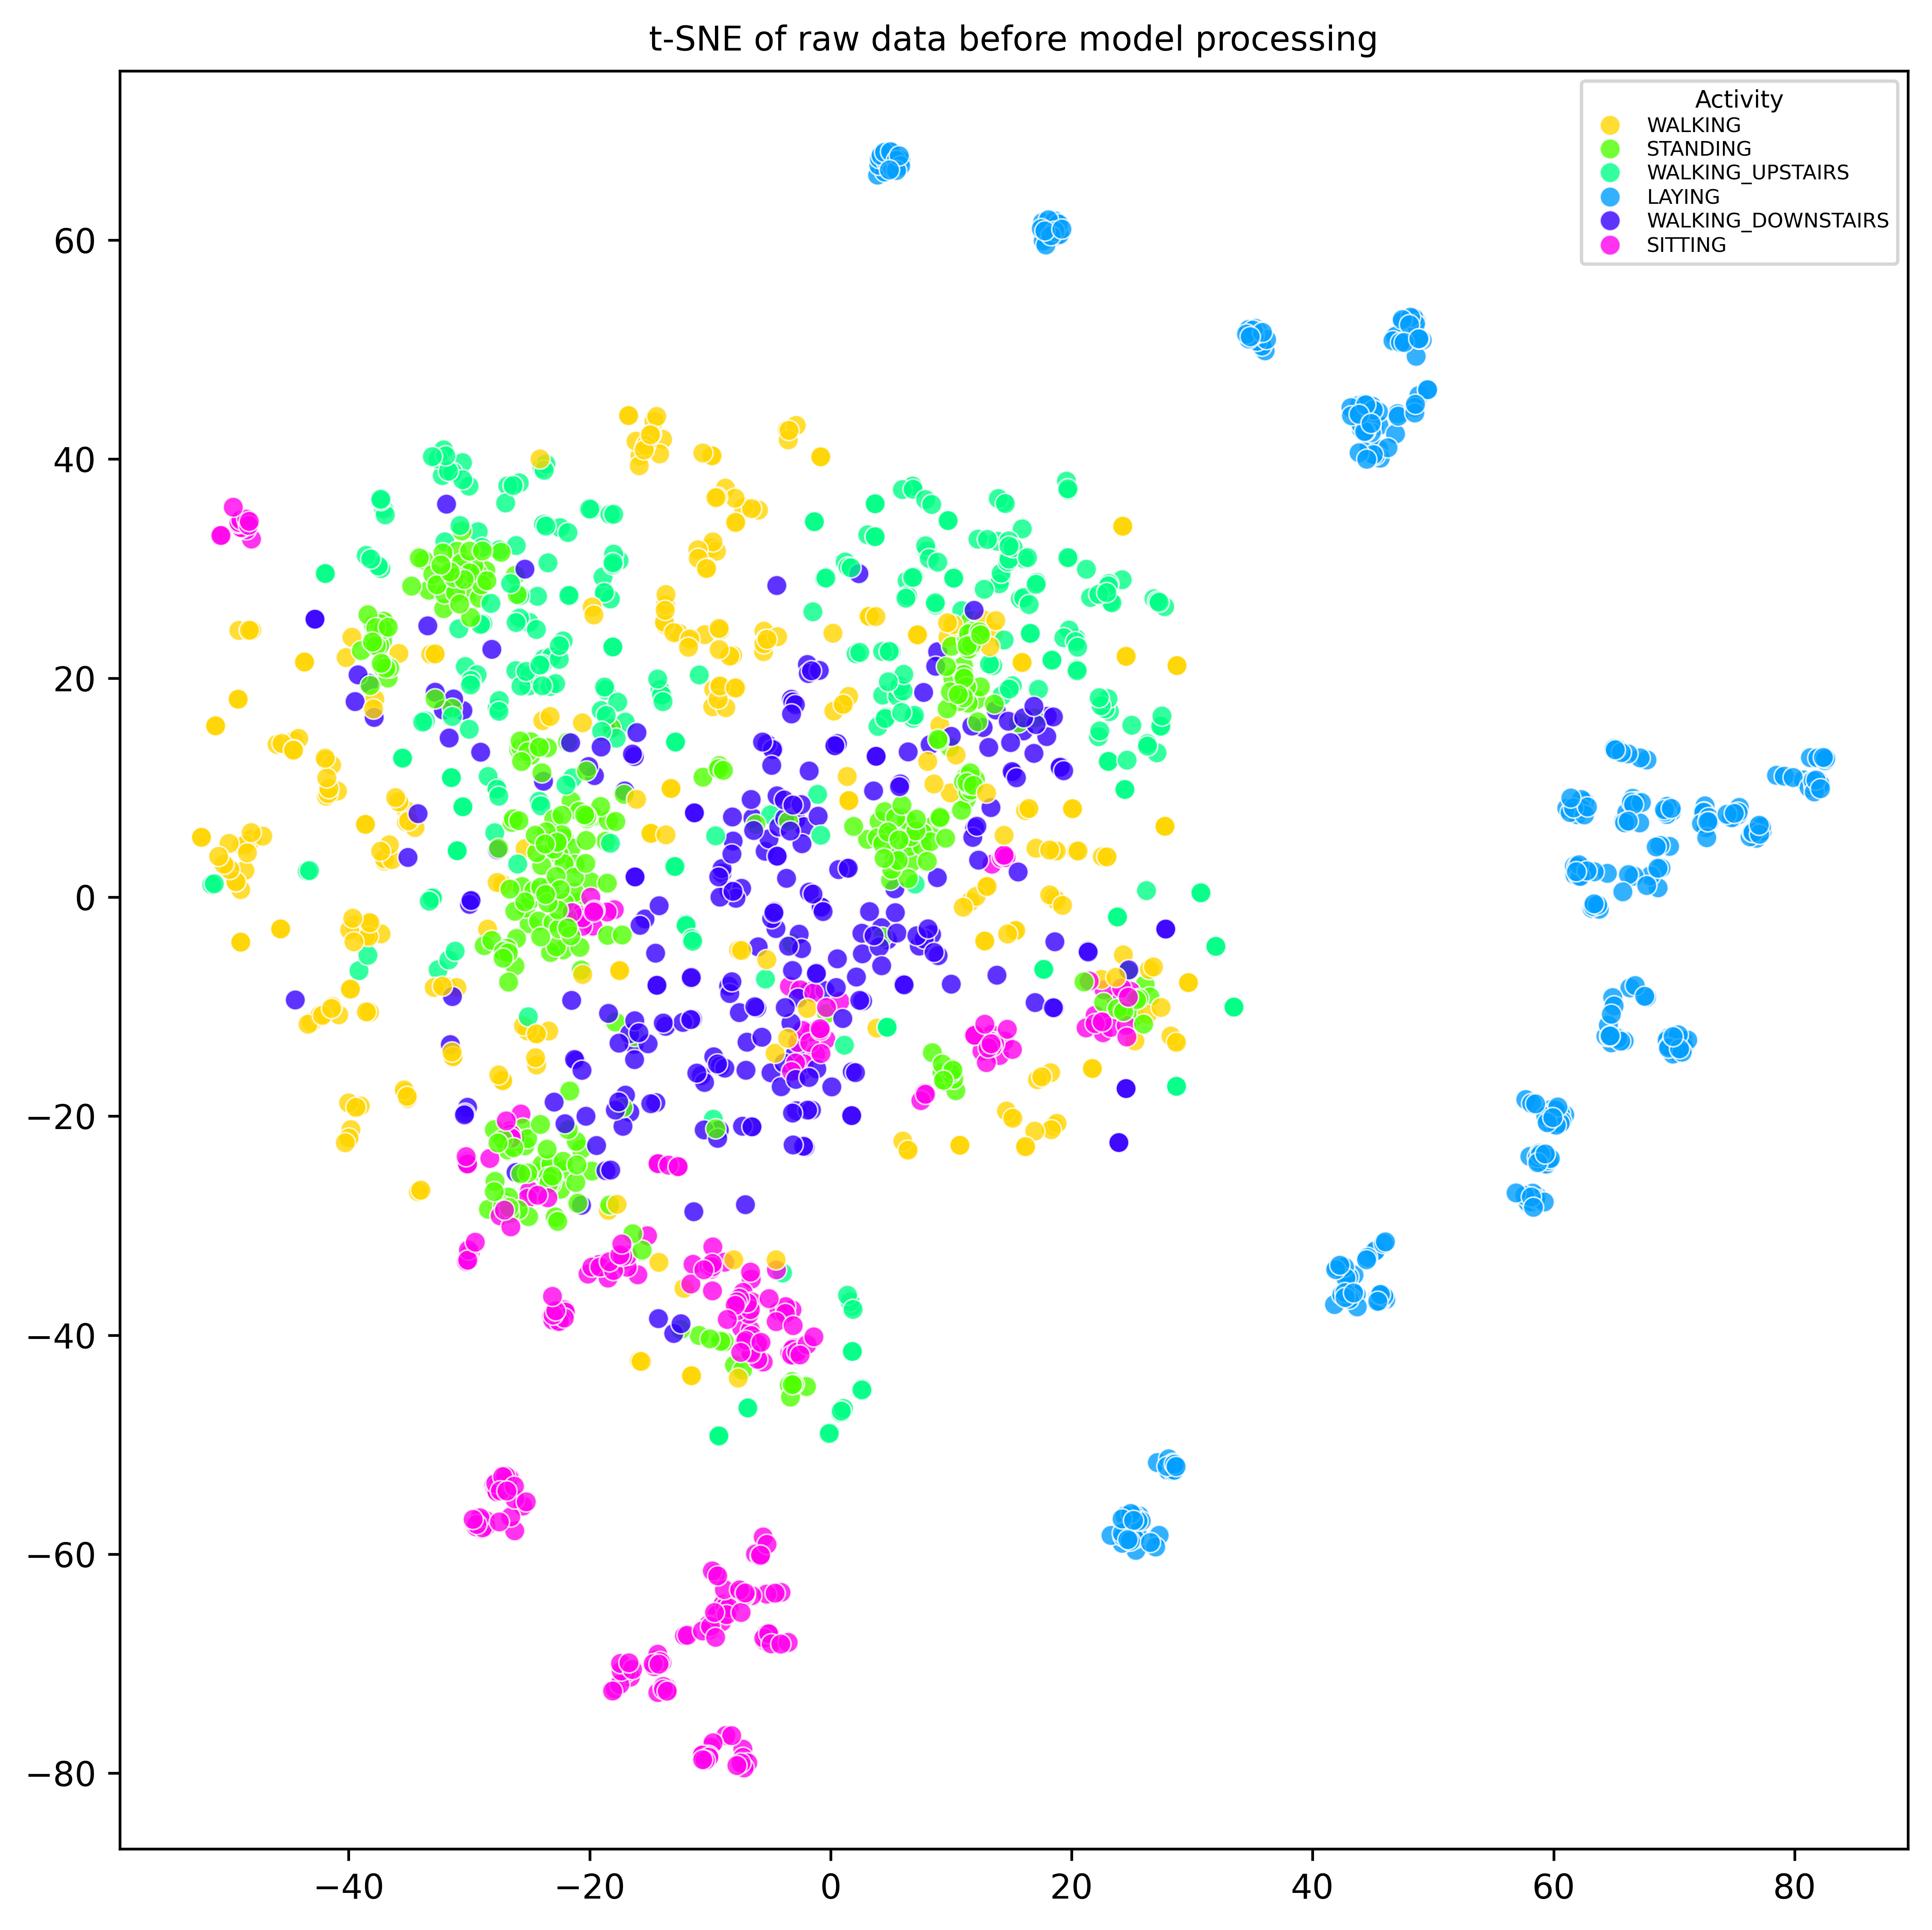 t-SNE of raw data before model processing
Activity
WALKING
STANDING
WALKING_UPSTAIRS
LAYING
WALKING_DOWNSTAIRS
SITTING
60
40
20
0
−20
−40
−60
−80
−40 −20 0 20 40 60 80